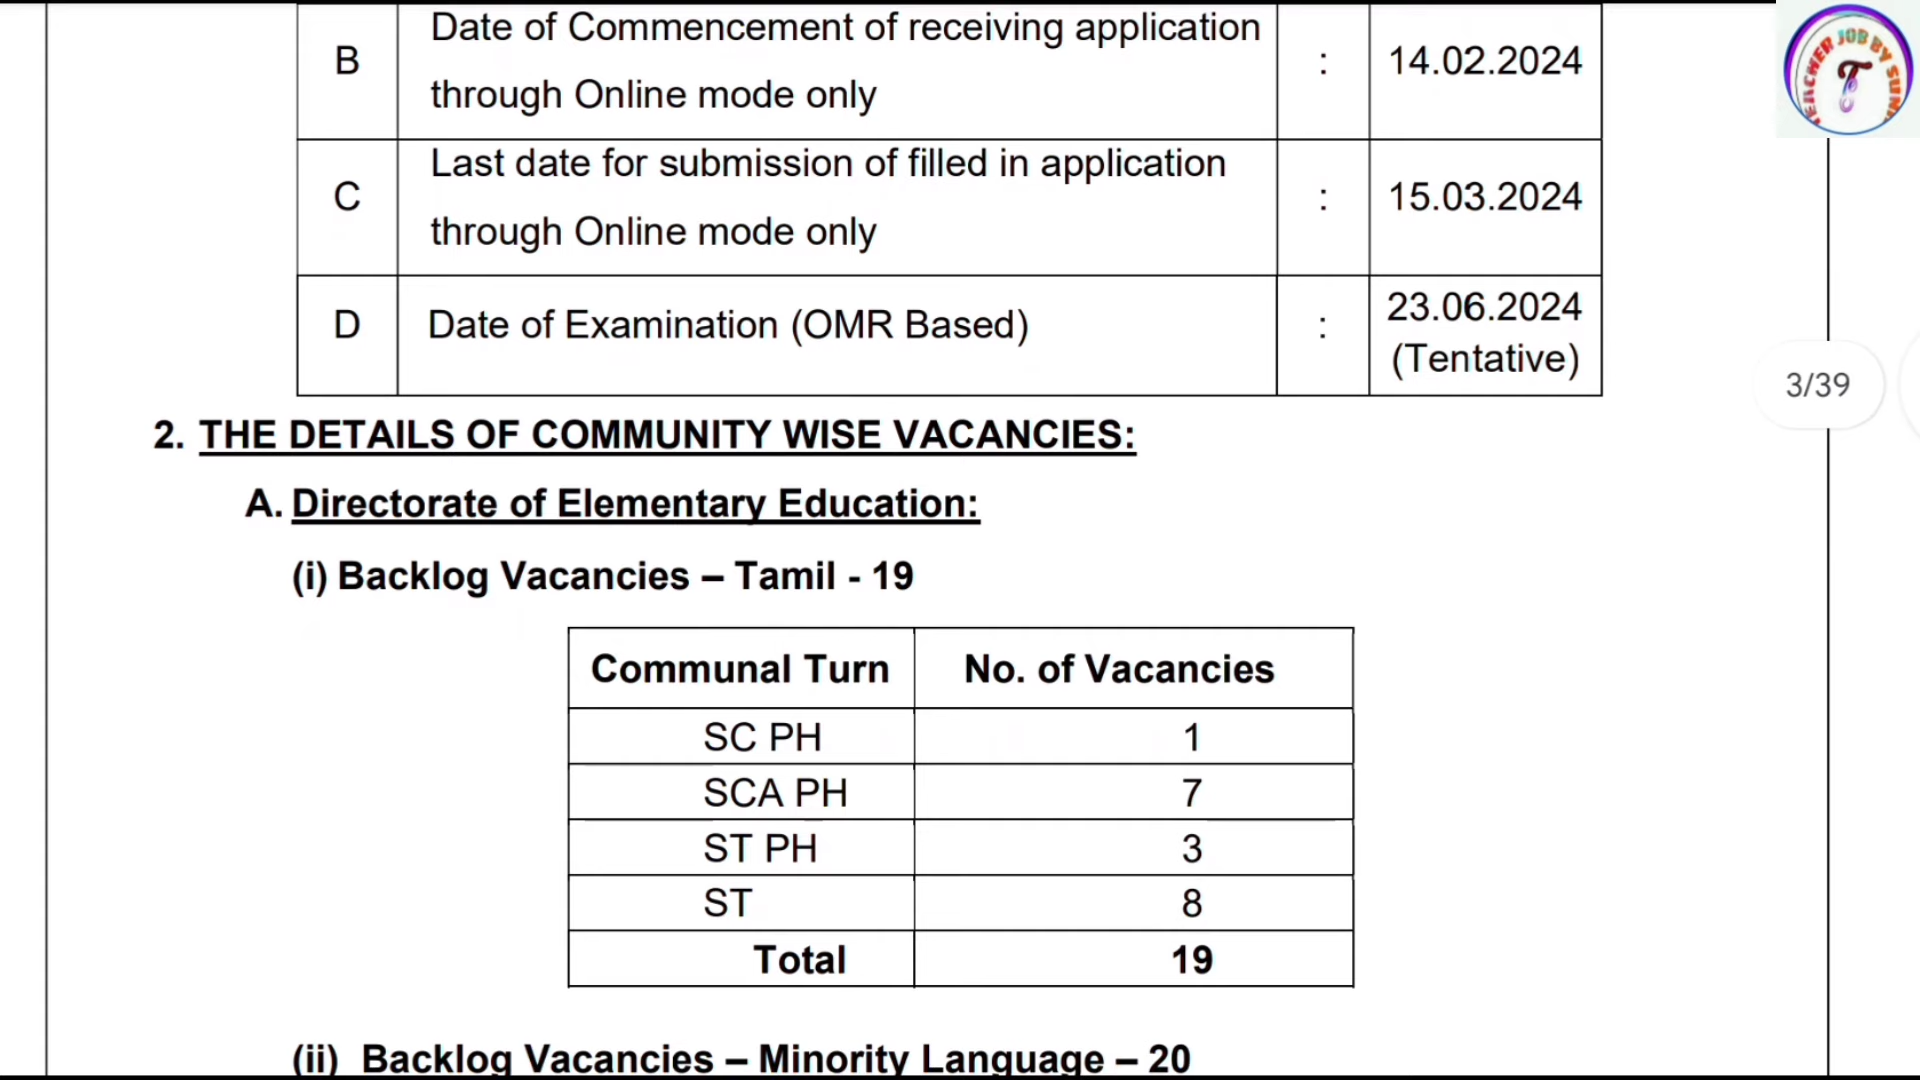 B
Date of Commencement of receiving application
through Online mode only
:
14.02.2024
C
Last date for submission of filled in application
through Online mode only
:
15.03.2024
D
Date of Examination (OMR Based)
:
23.06.2024
(Tentative)
2. THE DETAILS OF COMMUNITY WISE VACANCIES:
A. Directorate of Elementary Education:
(i) Backlog Vacancies – Tamil - 19
Communal Turn No. of Vacancies
SC PH 1
SCA PH 7
ST PH 3
ST 8
Total 19
(ii) Backlog Vacancies – Minority Language – 20
3/39
JOB BY
T